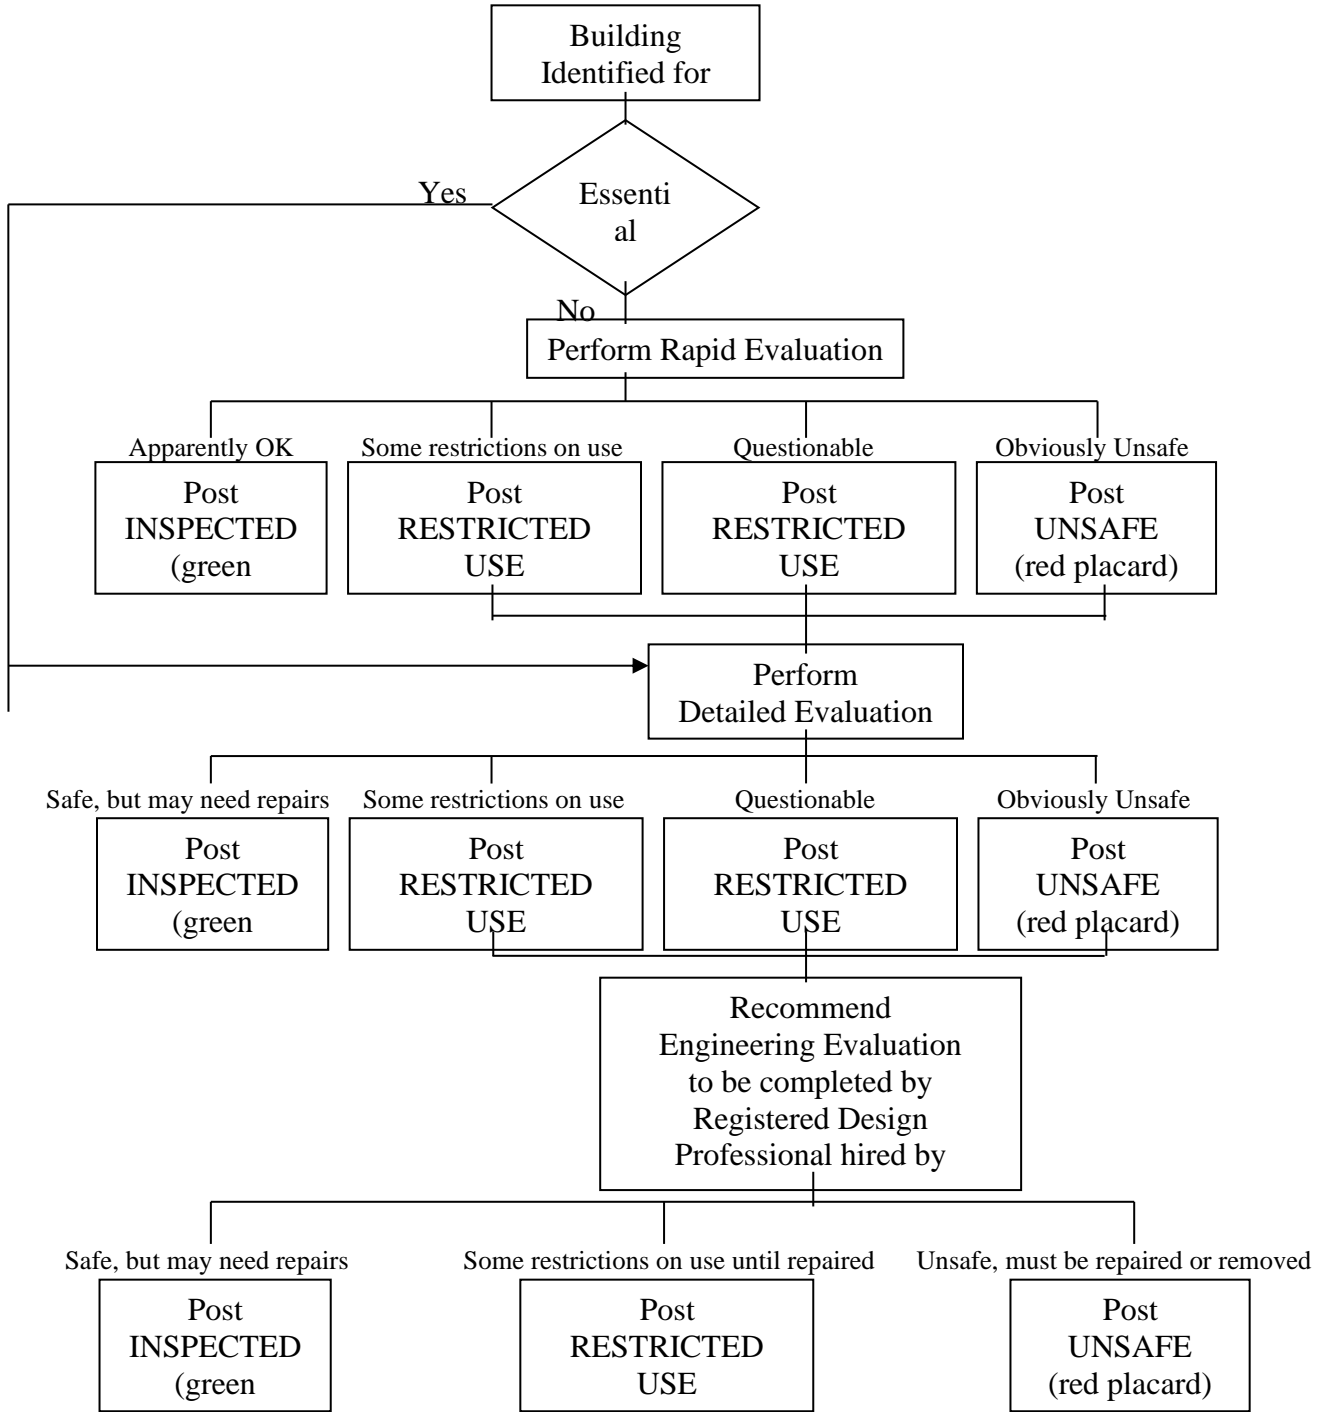 Building
Identified for
Yes
Essenti
al
No
Perform Rapid Evaluation
Apparently OK
Some restrictions on use
Questionable
Obviously Unsafe
Post
INSPECTED
(green
Post
RESTRICTED
USE
Post
RESTRICTED
USE
Post
UNSAFE
(red placard)
Perform
Detailed Evaluation
Safe, but may need repairs
Some restrictions on use
Questionable
Obviously Unsafe
Post
INSPECTED
(green
Post
RESTRICTED
USE
Post
RESTRICTED
USE
Post
UNSAFE
(red placard)
Recommend
Engineering Evaluation
to be completed by
Registered Design
Professional hired by
Safe, but may need repairs
Some restrictions on use until repaired
Unsafe, must be repaired or removed
Post
INSPECTED
(green
Post
RESTRICTED
USE
Post
UNSAFE
(red placard)